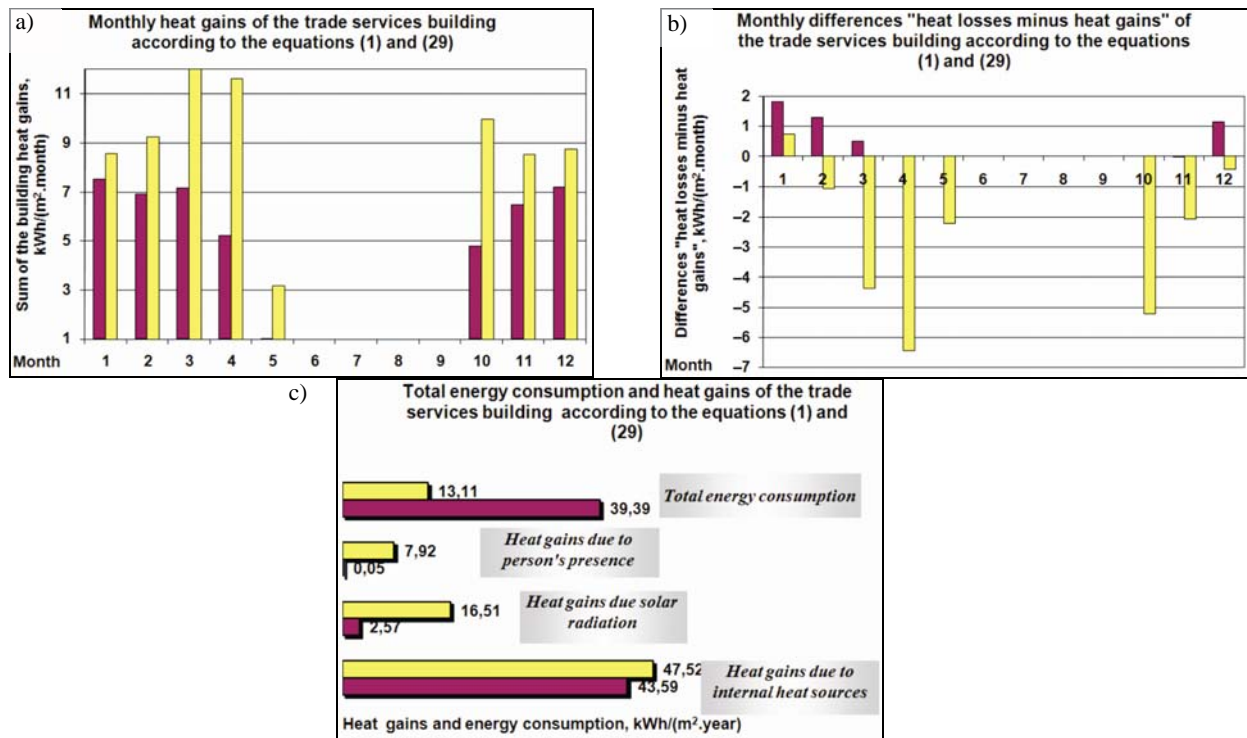 a)
Monthly heat gains of the trade services building
according to the equations (1) and (29)
Sum of the building heat gains,
kWh/(m².month)
11
9
7
5
3
1
Month 1 2 3 4 5 6 7 8 9 10 11 12
b)
Monthly differences "heat losses minus heat gains" of
the trade services building according to the equations
(1) and (29)
Differences "heat losses minus heat
gains", kWh/(m².month)
2
1
0
–1
–2
–3
–4
–5
–6
–7
1 2 3 4 5 6 7 8 9 10 11 12
Month
c)
Total energy consumption and heat gains of the trade
services building according to the equations (1) and
(29)
13,11
39,39
Total energy consumption
7,92
0,05
Heat gains due to
person's presence
16,51
2,57
Heat gains due solar
radiation
47,52
43,59
Heat gains due to
internal heat sources
Heat gains and energy consumption, kWh/(m².year)